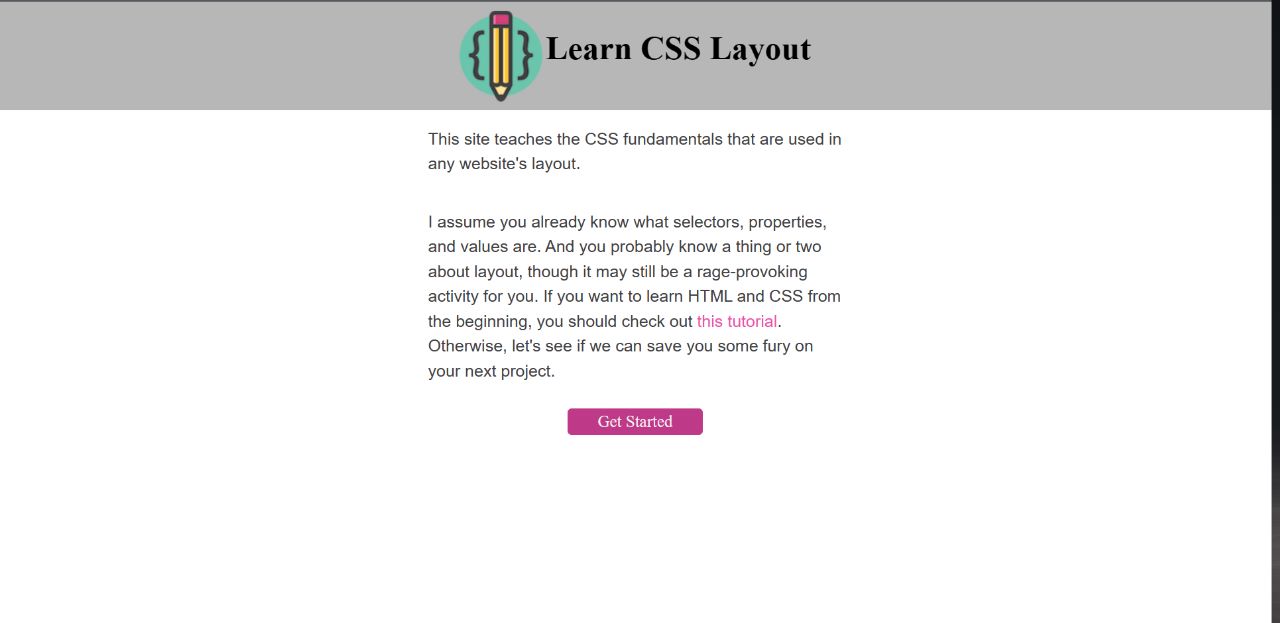 Learn CSS Layout
This site teaches the CSS fundamentals that are used in
any website's layout.
I assume you already know what selectors, properties,
and values are. And you probably know a thing or two
about layout, though it may still be a rage-provoking
activity for you. If you want to learn HTML and CSS from
the beginning, you should check out this tutorial.
Otherwise, let's see if we can save you some fury on
your next project.
Get Started